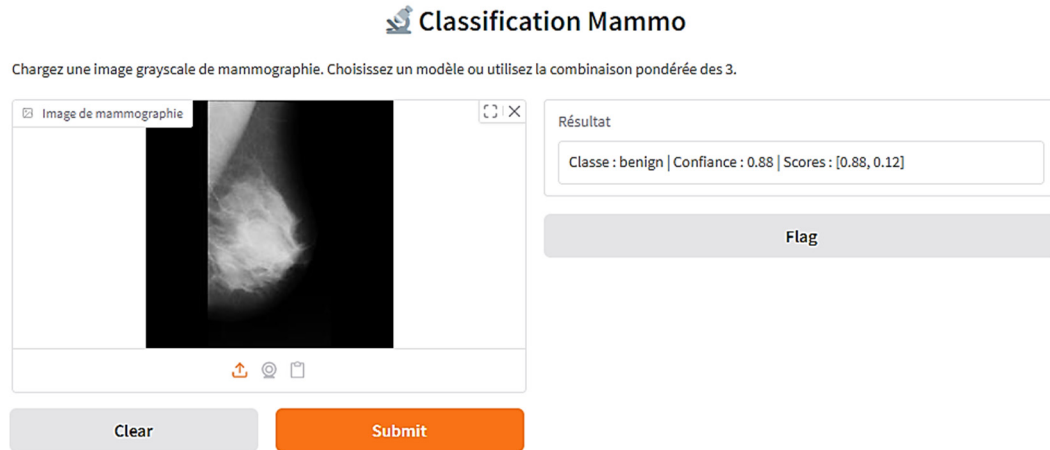 Classification Mammo
Chargez une image grayscale de mammographie. Choisissez un modèle ou utilisez la combinaison pondérée des 3.
Image de mammographie
Résultat
Classe : benign | Confiance : 0.88 | Scores : [0.88, 0.12]
Flag
Clear
Submit